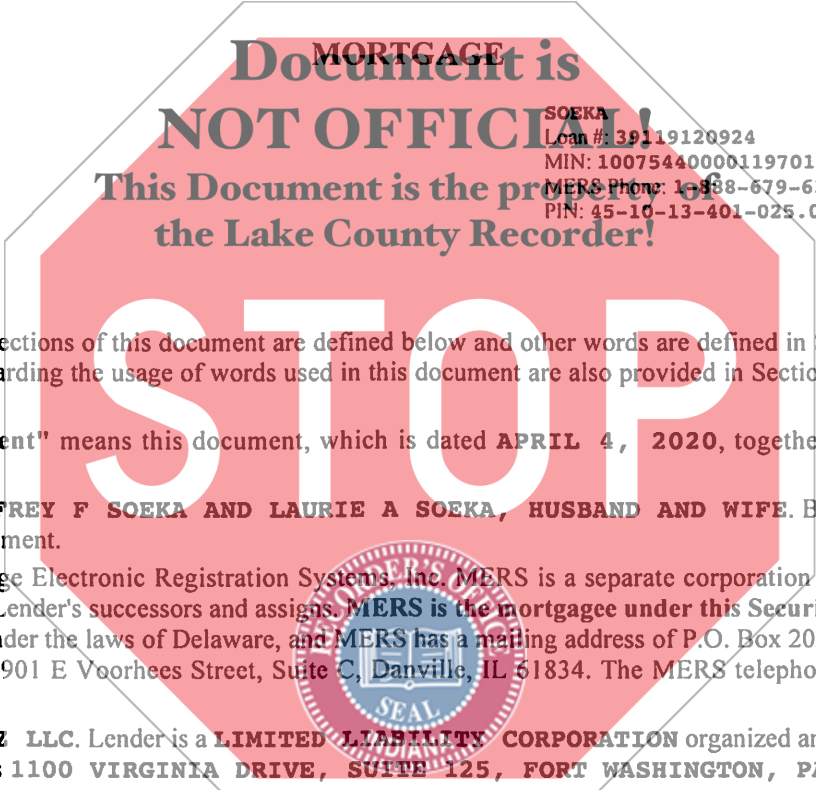 MORTGAGE
Document is
NOT OFFICIAL!
This Document is the property of
the Lake County Recorder!
SOEKA
Loan #: 39119120924
MIN: 10075440000119701
MERS Phone: 1-888-679-6
PIN: 45-10-13-401-025.0
STOP
ections of this document are defined below and other words are defined in
arding the usage of words used in this document are also provided in Sectio
ent" means this document, which is dated APRIL 4, 2020, togethe
FREY F SOEKA AND LAURIE A SOEKA, HUSBAND AND WIFE. B
ment.
ge Electronic Registration Systems, Inc. MERS is a separate corporation
Lender's successors and assigns. MERS is the mortgagee under this Securi
nder the laws of Delaware, and MERS has a mailing address of P.O. Box 20
901 E Voorhees Street, Suite C, Danville, IL 61834. The MERS telepho
RECORDER'S OFFICE
SEAL
INDIANA
Z LLC. Lender is a LIMITED LIABILITY CORPORATION organized an
s 1100 VIRGINIA DRIVE, SUITE 125, FORT WASHINGTON, PA